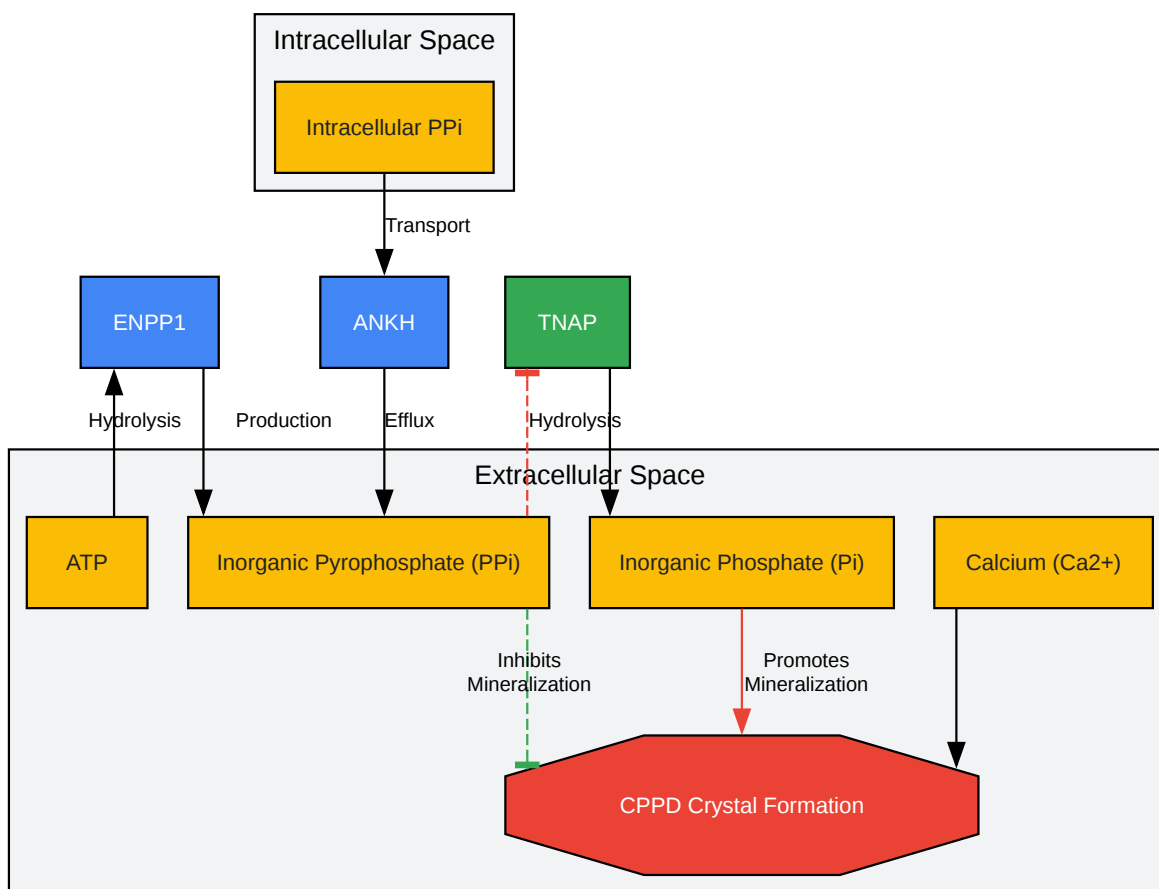 Intracellular Space
Intracellular PPi
Transport
ENPP1
ANKH
TNAP
Hydrolysis
Production
Efflux
Hydrolysis
Extracellular Space
ATP
Inorganic Pyrophosphate (PPi)
Inorganic Phosphate (Pi)
Calcium (Ca2+)
Inhibits
Mineralization
Promotes
Mineralization
CPPD Crystal Formation